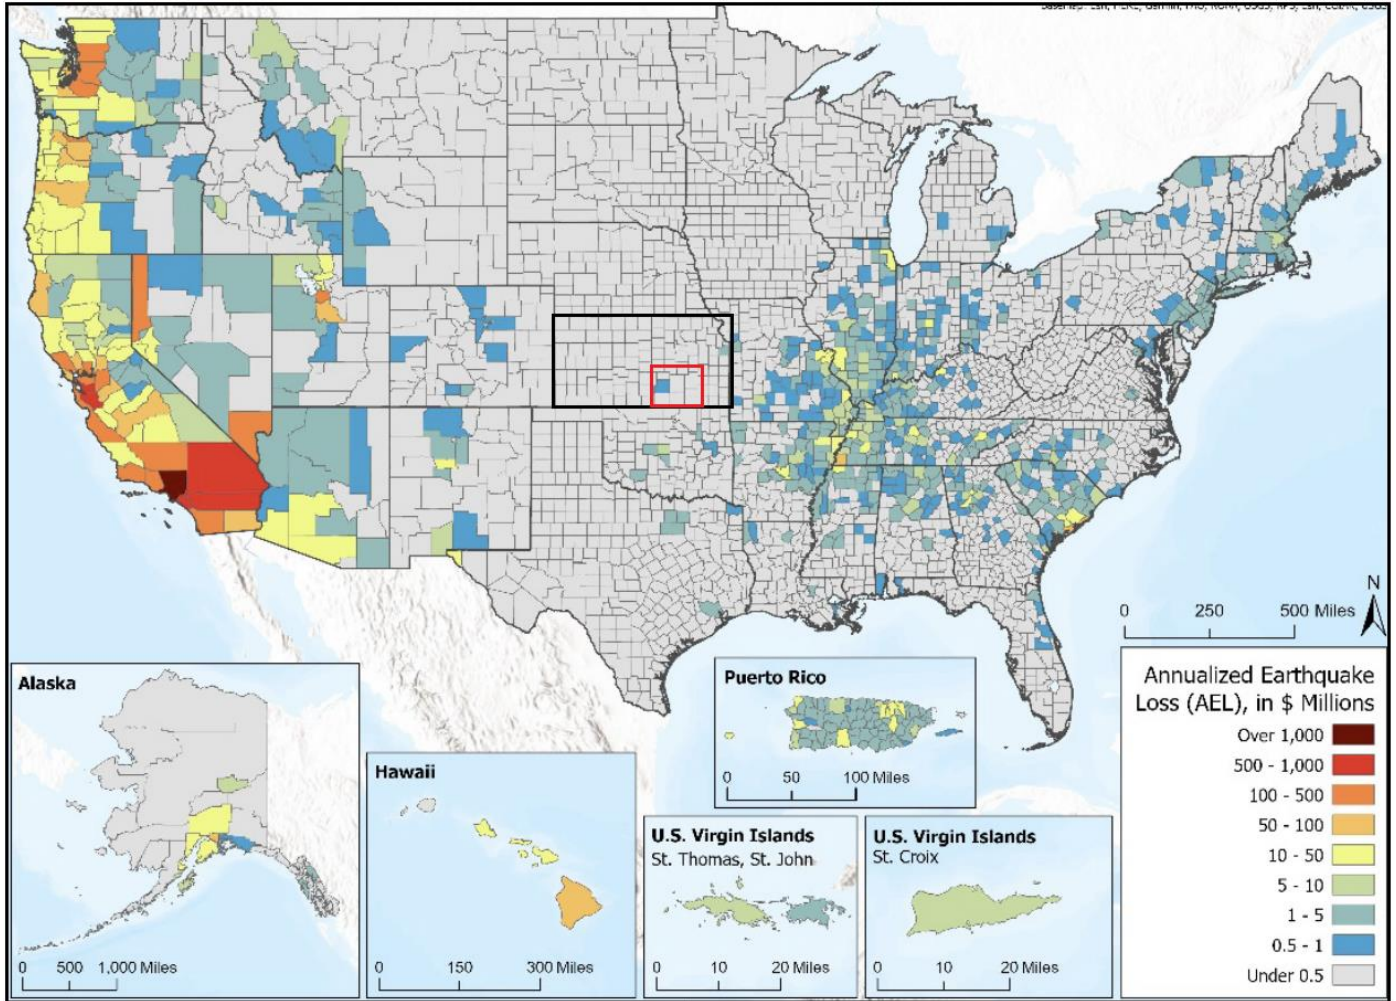 Alaska
0 500 1,000 Miles
Hawaii
0 150 300 Miles
Puerto Rico
0 50 100 Miles
U.S. Virgin Islands
St. Thomas, St. John
0 10 20 Miles
U.S. Virgin Islands
St. Croix
0 10 20 Miles
N
0 250 500 Miles
Annualized Earthquake
Loss (AEL), in $ Millions
Over 1,000
500 - 1,000
100 - 500
50 - 100
10 - 50
5 - 10
1 - 5
0.5 - 1
Under 0.5